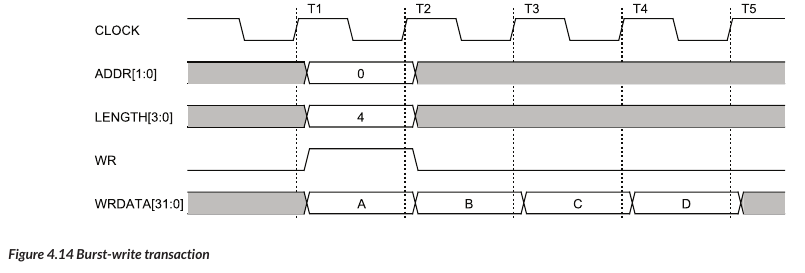 T1 T2 T3 T4 T5
CLOCK
ADDR[1:0] 0
LENGTH[3:0] 4
WR
WRDATA[31:0] A B C D
Figure 4.14 Burst-write transaction